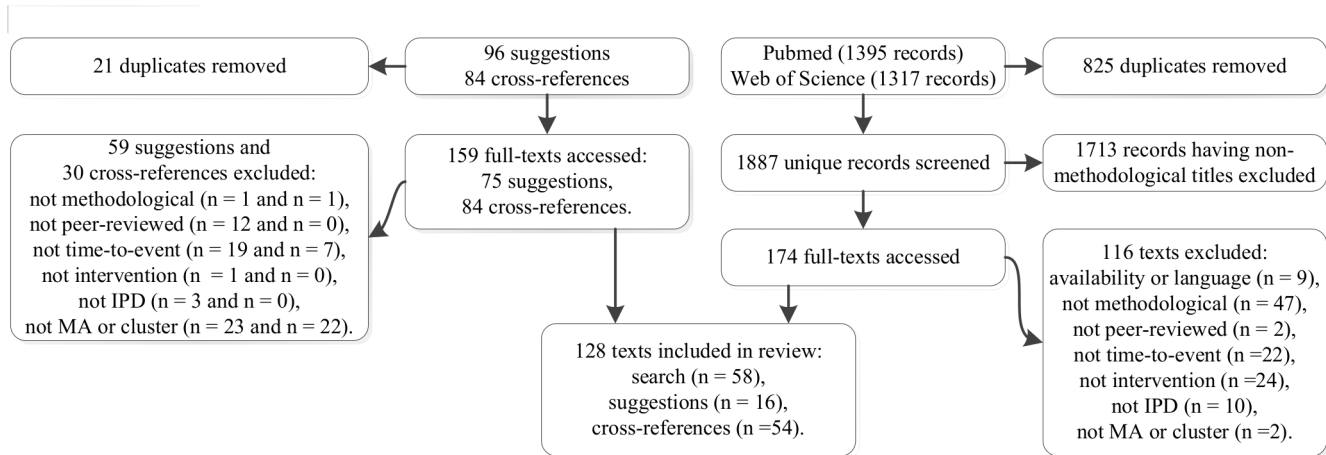 21 duplicates removed
96 suggestions
84 cross-references
Pubmed (1395 records)
Web of Science (1317 records)
825 duplicates removed
59 suggestions and
30 cross-references excluded:
not methodological (n = 1 and n = 1),
not peer-reviewed (n = 12 and n = 0),
not time-to-event (n = 19 and n = 7),
not intervention (n  = 1 and n = 0),
not IPD (n = 3 and n = 0),
not MA or cluster (n = 23 and n = 22).
159 full-texts accessed:
75 suggestions,
84 cross-references.
1887 unique records screened
1713 records having non-
methodological titles excluded
174 full-texts accessed
116 texts excluded:
availability or language (n = 9),
not methodological (n = 47),
not peer-reviewed (n = 2),
not time-to-event (n =22),
not intervention (n =24),
not IPD (n = 10),
not MA or cluster (n =2).
128 texts included in review:
search (n = 58),
suggestions (n = 16),
cross-references (n =54).